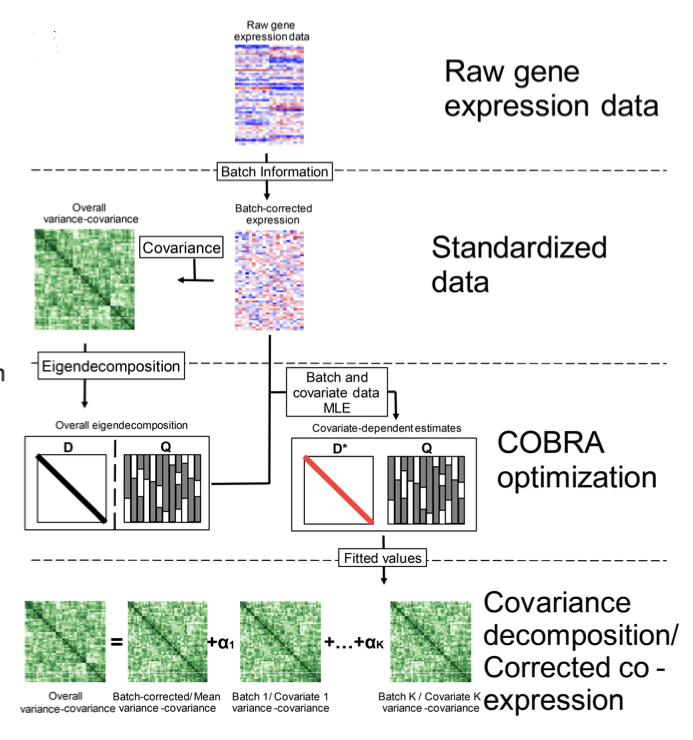 Raw gene
expression data
Raw gene
expression data
Batch Information
Overall
variance-covariance
Batch-corrected
expression
Covariance
Standardized
data
n
Eigendecomposition
Batch and
covariate data
MLE
Overall eigendecomposition
Covariate-dependent estimates
D
Q
D*
Q
COBRA
optimization
Fitted values
=
+α1
+...+αK
Covariance
decomposition/
Corrected co -
expression
Overall
variance-covariance
Batch-corrected/ Mean
variance -covariance
Batch 1/ Covariate 1
variance -covariance
Batch K / Covariate K
variance -covariance